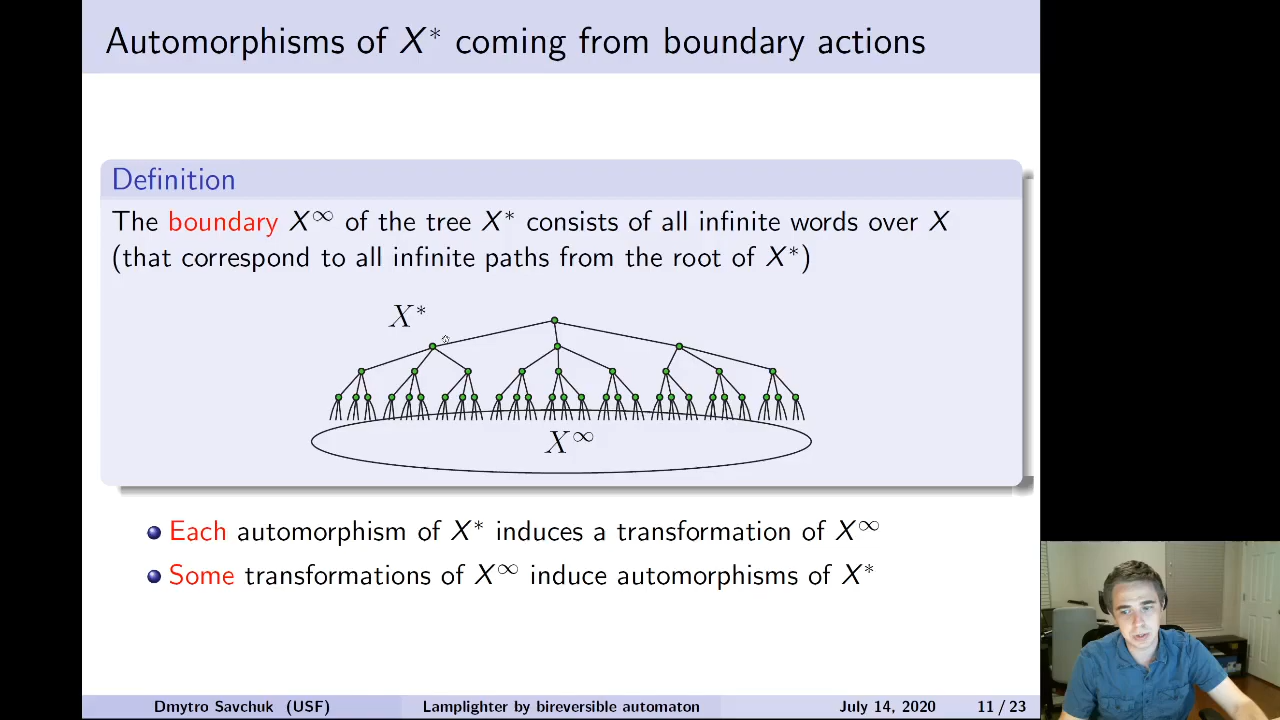 Automorphisms of X* coming from boundary actions
Definition
The boundary X∞ of the tree X* consists of all infinite words over X
(that correspond to all infinite paths from the root of X*)
X*
X∞
Each automorphism of X* induces a transformation of X∞
Some transformations of X∞ induce automorphisms of X*
Dmytro Savchuk (USF) Lamplighter by bireversible automaton July 14, 2020 11 / 23